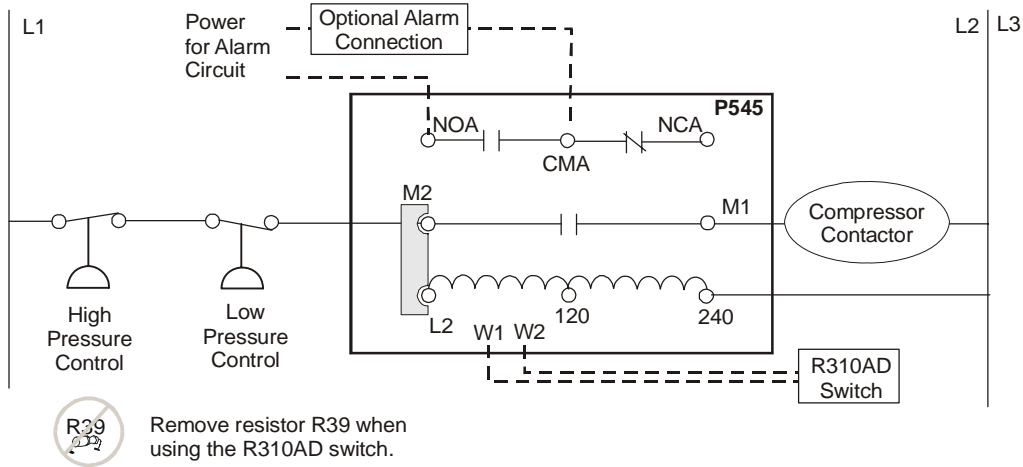 L1
Power
for Alarm
Circuit
Optional Alarm
Connection
L2
L3
P545
NOA
NCA
CMA
M2
M1
Compressor
Contactor
High
Pressure
Control
Low
Pressure
Control
L2
120
240
W1
W2
R310AD
Switch
R39
Remove resistor R39 when
using the R310AD switch.